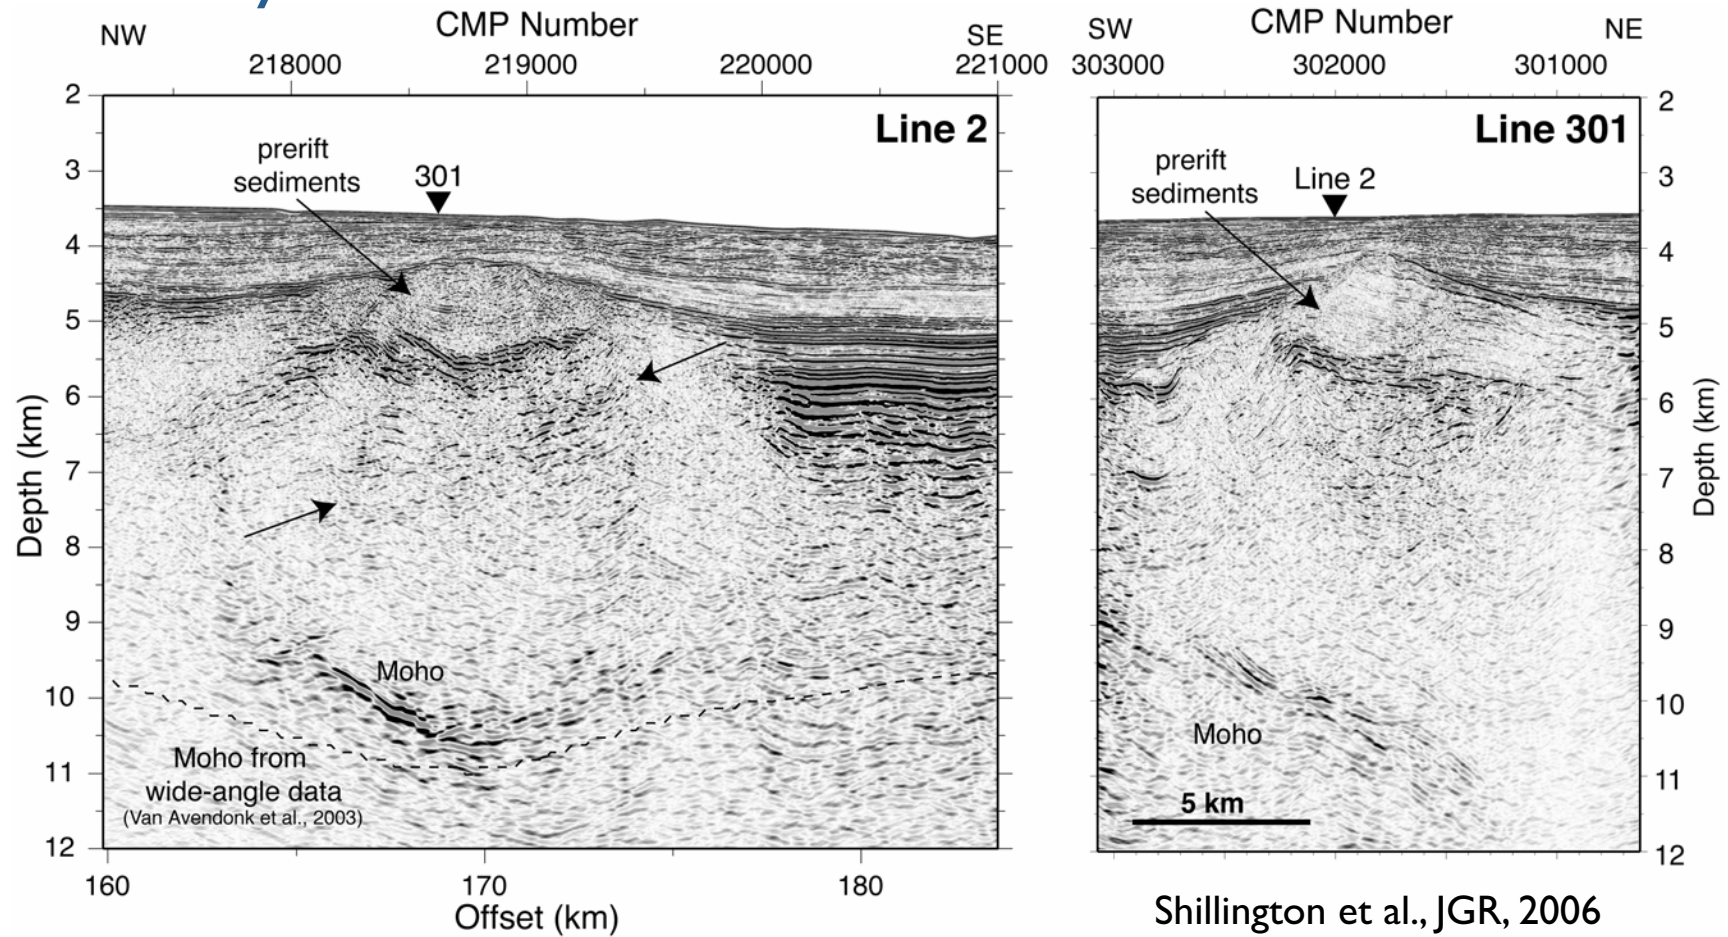 NW
CMP Number
SE
218000 219000 220000 221000
Line 2
prerift
sediments
301
2
3
4
5
6
7
8
9
10
11
12
Depth (km)
Moho
Moho from
wide-angle data
(Van Avendonk et al., 2003)
160 170 180
Offset (km)
SW
CMP Number
NE
303000 302000 301000
Line 301
prerift
sediments
Line 2
Moho
5 km
2
3
4
5
6
7
8
9
10
11
12
Depth (km)
Shillington et al., JGR, 2006